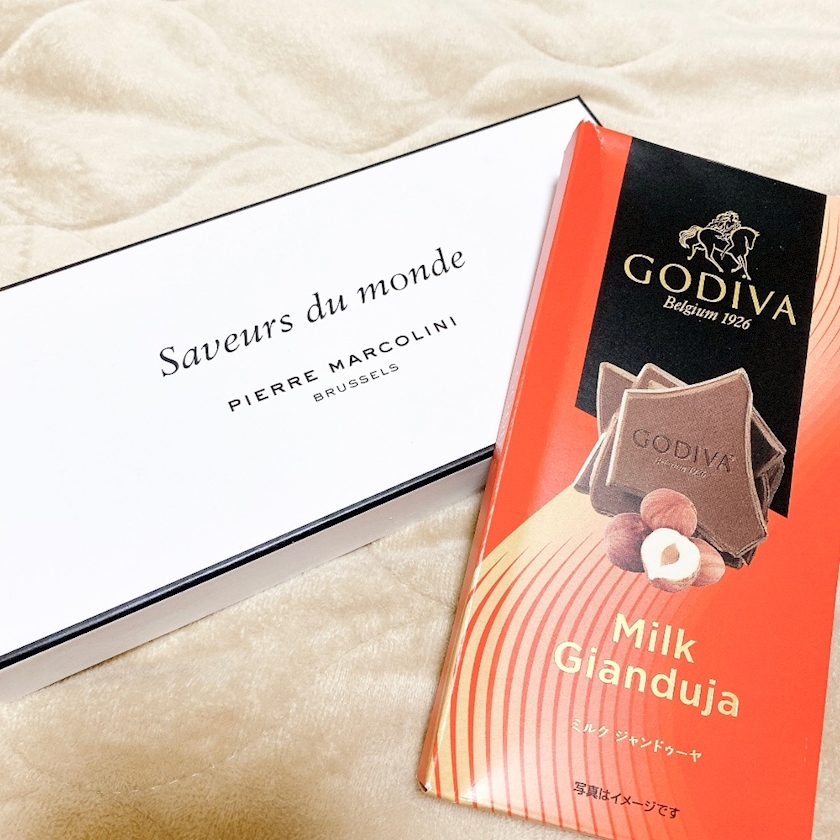 Saveurs du monde
PIERRE MARCOLINI
BRUSSELS
GODIVA
Belgium 1926
GODIVA
Milk
Gianduja
ミルク ジャンドゥーヤ
写真はイメージです